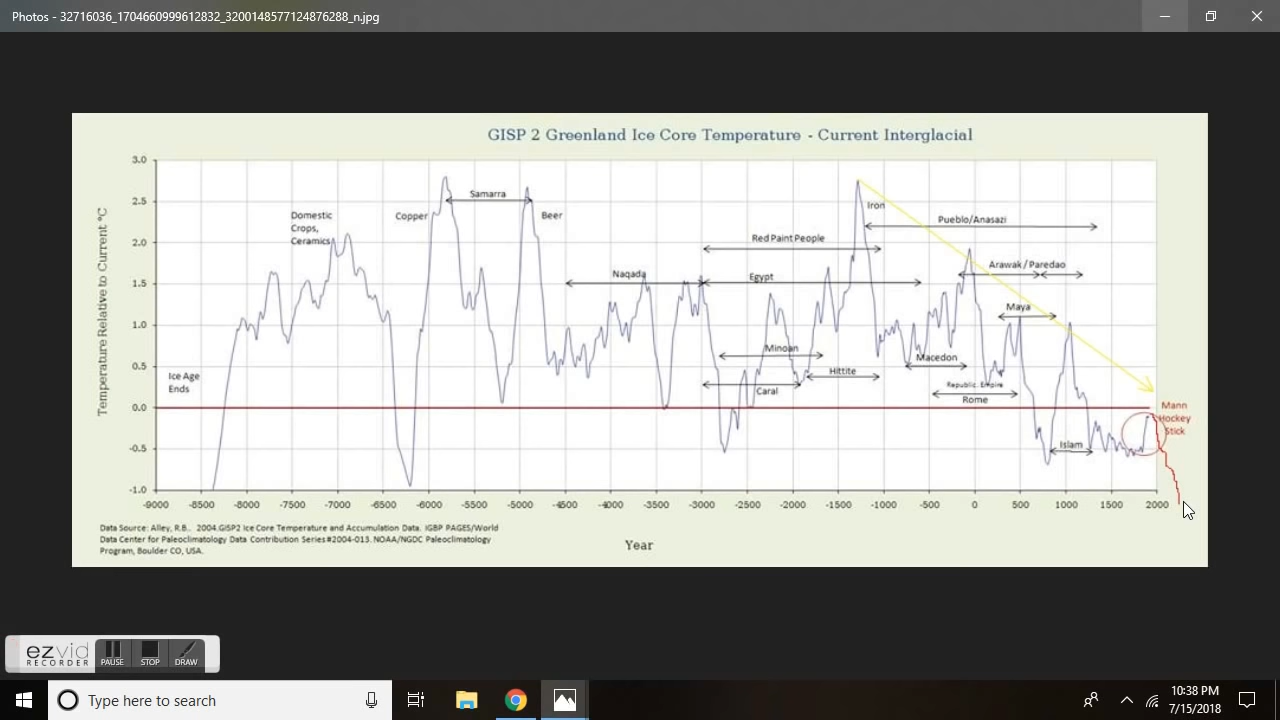 Photos - 32716036_1704660999612832_3200148577124876288_n.jpg
GISP 2 Greenland Ice Core Temperature - Current Interglacial
Temperature Relative to Current °C
3.0
2.5
2.0
1.5
1.0
0.5
0.0
-0.5
-1.0
Samarra
Domestic
Crops,
Ceramics
Copper
Beer
Iron
Pueblo/Anasazi
Red Paint People
Arawak/Paredao
Naqada
Egypt
Maya
Minoan
Macedon
Ice Age
Ends
Hittite
Caral
Republic. Empire
Rome
Mann
Hockey
Stick
Islam
-9000 -8500 -8000 -7500 -7000 -6500 -6000 -5500 -5000 -4500 -4000 -3500 -3000 -2500 -2000 -1500 -1000 -500 0 500 1000 1500 2000
Data Source: Alley, R.B.. 2004.GISP2 Ice Core Temperature and Accumulation Data. IGBP PAGES/World
Data Center for Paleoclimatology Data Contribution Series #2004-013. NOAA/NGDC Paleoclimatology
Program, Boulder CO, USA.
Year
ezvid
RECORDER
PAUSE STOP DRAW
Type here to search
10:38 PM
7/15/2018